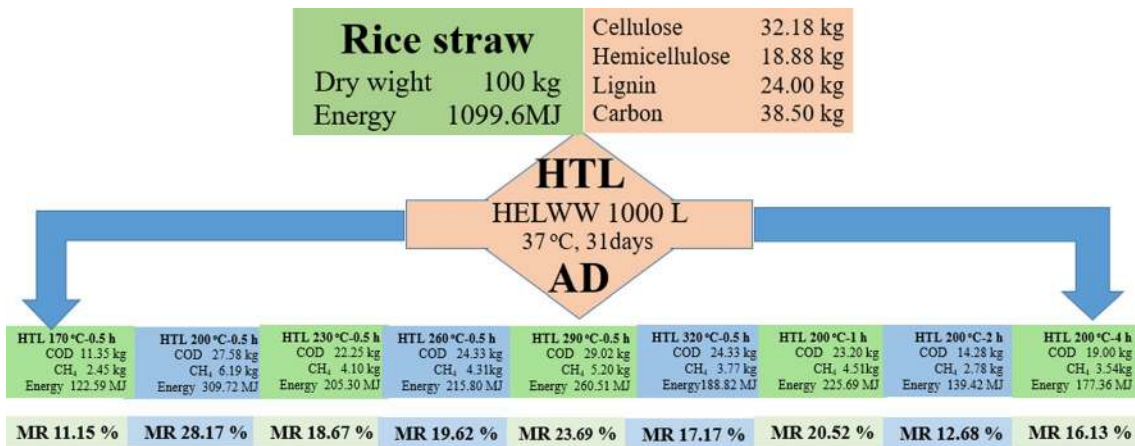 Rice straw
Dry wight 100 kg
Energy 1099.6MJ
Cellulose 32.18 kg
Hemicellulose 18.88 kg
Lignin 24.00 kg
Carbon 38.50 kg
HTL
HELWW 1000 L
37 °C, 31days
AD
HTL 170 °C-0.5 h
COD 11.35 kg
CH₄ 2.45 kg
Energy 122.59 MJ
MR 11.15 %
HTL 200 °C-0.5 h
COD 27.58 kg
CH₄ 6.19 kg
Energy 309.72 MJ
MR 28.17 %
HTL 230 °C-0.5 h
COD 22.25 kg
CH₄ 4.10 kg
Energy 205.30 MJ
MR 18.67 %
HTL 260 °C-0.5 h
COD 24.33 kg
CH₄ 4.31kg
Energy 215.80 MJ
MR 19.62 %
HTL 290 °C-0.5 h
COD 29.02 kg
CH₄ 5.20 kg
Energy 260.51 MJ
MR 23.69 %
HTL 320 °C-0.5 h
COD 24.33 kg
CH₄ 3.77 kg
Energy188.82 MJ
MR 17.17 %
HTL 200 °C-1 h
COD 23.20 kg
CH₄ 4.51kg
Energy 225.69 MJ
MR 20.52 %
HTL 200 °C-2 h
COD 14.28 kg
CH₄ 2.78 kg
Energy 139.42 MJ
MR 12.68 %
HTL 200 °C-4 h
COD 19.00 kg
CH₄ 3.54kg
Energy 177.36 MJ
MR 16.13 %